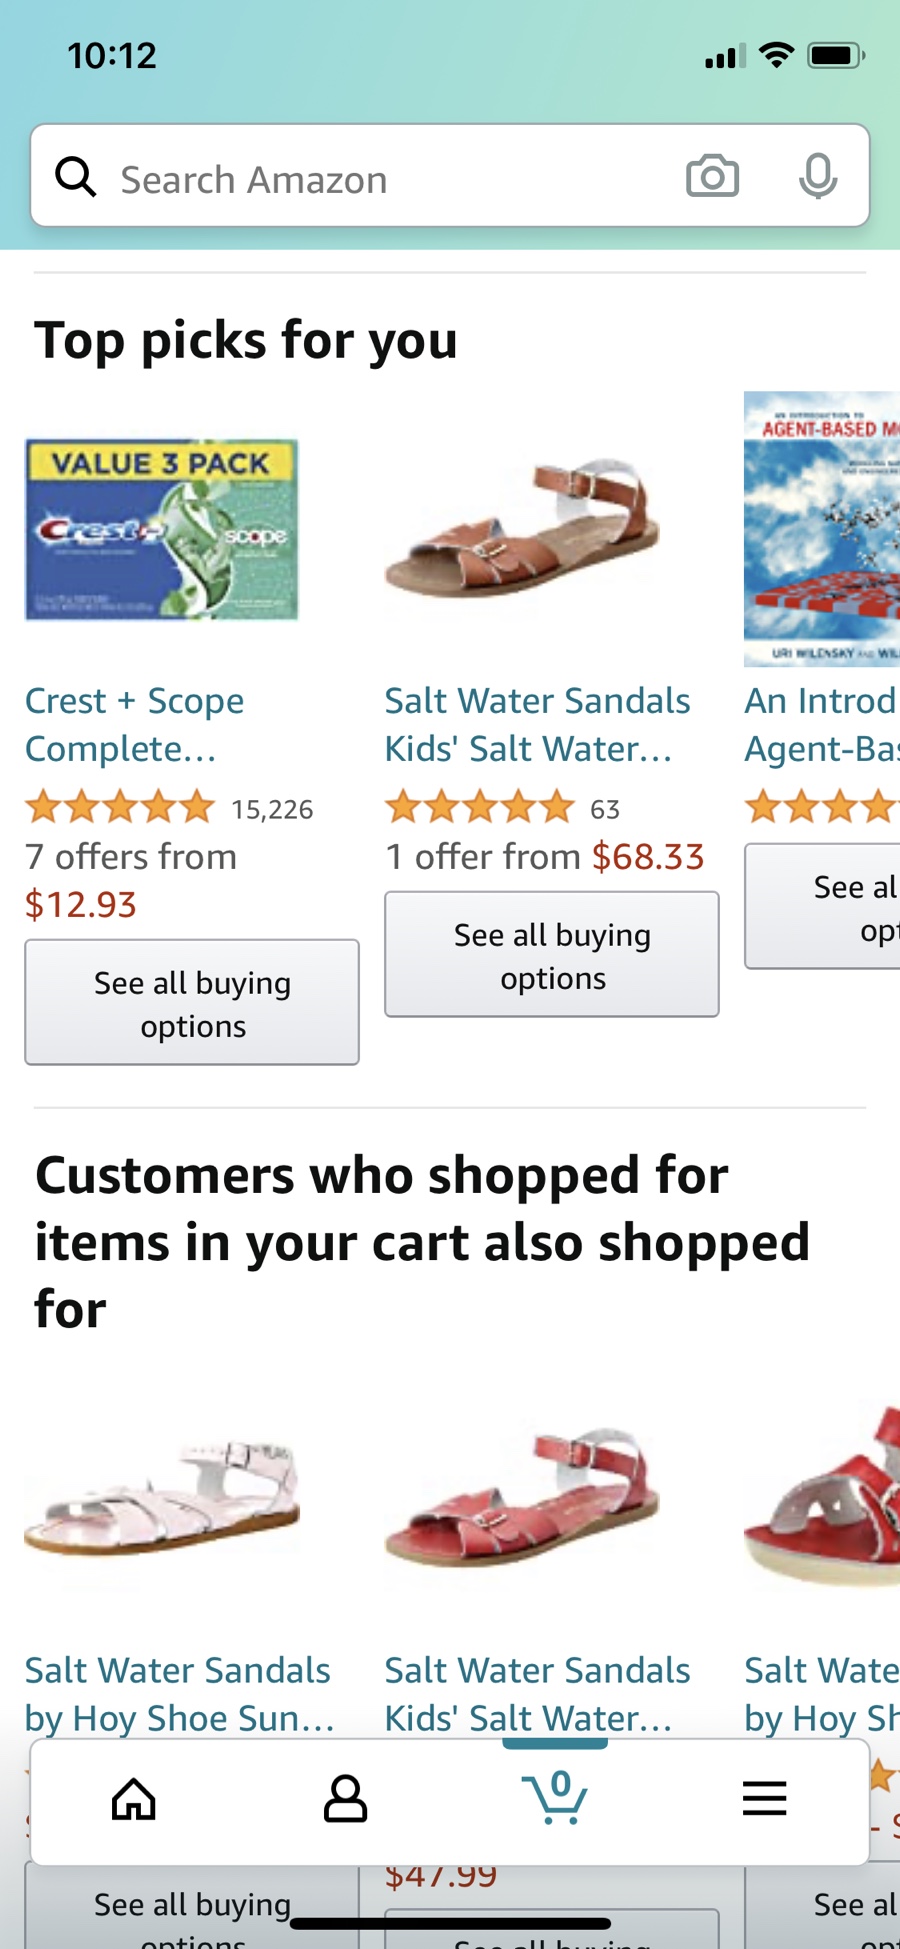 10:12
Search Amazon
Top picks for you
VALUE 3 PACK
Crest +
scope
AGENT-BASED
URI WILENSKY AND
Crest + Scope
Complete...
15,226
7 offers from
$12.93
See all buying
options
Salt Water Sandals
Kids' Salt Water...
63
1 offer from $68.33
See all buying
options
An Introd
Agent-Bas
See al
opt
Customers who shopped for
items in your cart also shopped
for
Salt Water Sandals
by Hoy Shoe Sun...
Salt Water Sandals
Kids' Salt Water...
Salt Wate
by Hoy Sh
0
$47.99
See all buying
options
See all buying
See al